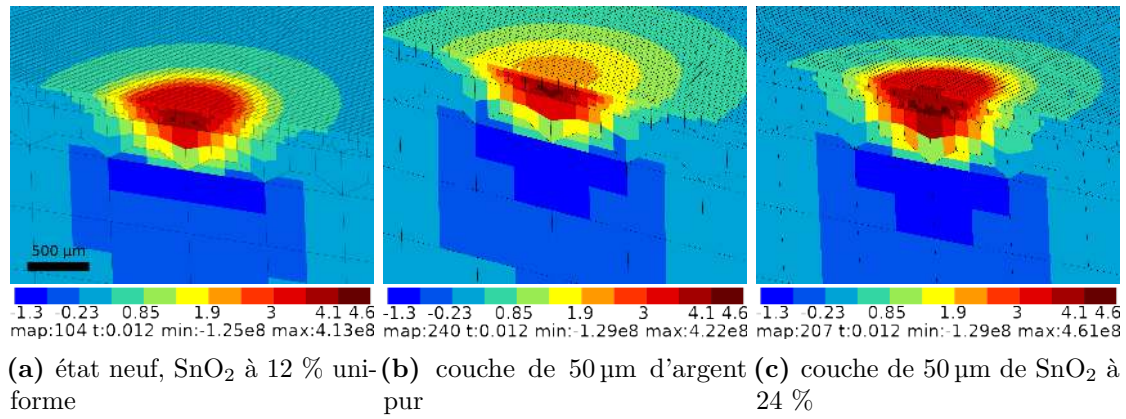 500 µm
-1.3 -0.23 0.85 1.9 3 4.1 4.6
map:104 t:0.012 min:-1.25e8 max:4.13e8
-1.3 -0.23 0.85 1.9 3 4.1 4.6
map:240 t:0.012 min:-1.29e8 max:4.22e8
-1.3 -0.23 0.85 1.9 3 4.1 4.6
map:207 t:0.012 min:-1.29e8 max:4.61e8
(a) état neuf, SnO₂ à 12 % uni-
forme
(b) couche de 50 µm d'argent
pur
(c) couche de 50 µm de SnO₂ à
24 %